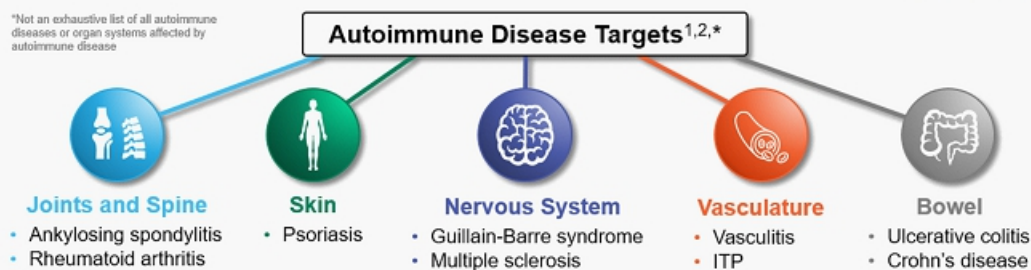 *Not an exhaustive list of all autoimmune
diseases or organ systems affected by
autoimmune disease
Autoimmune Disease Targets1,2,*
Joints and Spine
• Ankylosing spondylitis
• Rheumatoid arthritis
Skin
• Psoriasis
Nervous System
• Guillain-Barre syndrome
• Multiple sclerosis
Vasculature
• Vasculitis
• ITP
Bowel
• Ulcerative colitis
• Crohn's disease